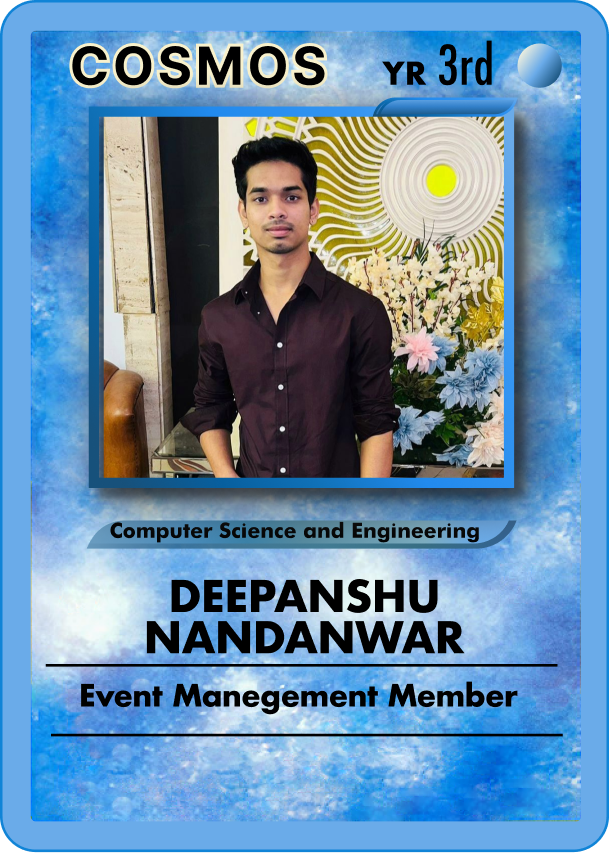 COSMOS YR 3rd
Computer Science and Engineering
DEEPANSHU
NANDANWAR
Event Manegement Member